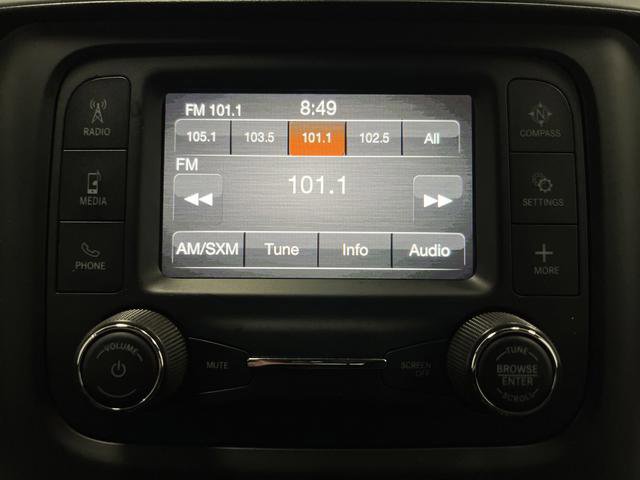 FM 101.1 8:49
105.1 103.5 101.1 102.5 All
FM
101.1
AM/SXM Tune Info Audio
RADIO
MEDIA
PHONE
COMPASS
SETTINGS
MORE
VOLUME
MUTE
SCREEN
OFF
TUNE
BROWSE
ENTER
SCROLL